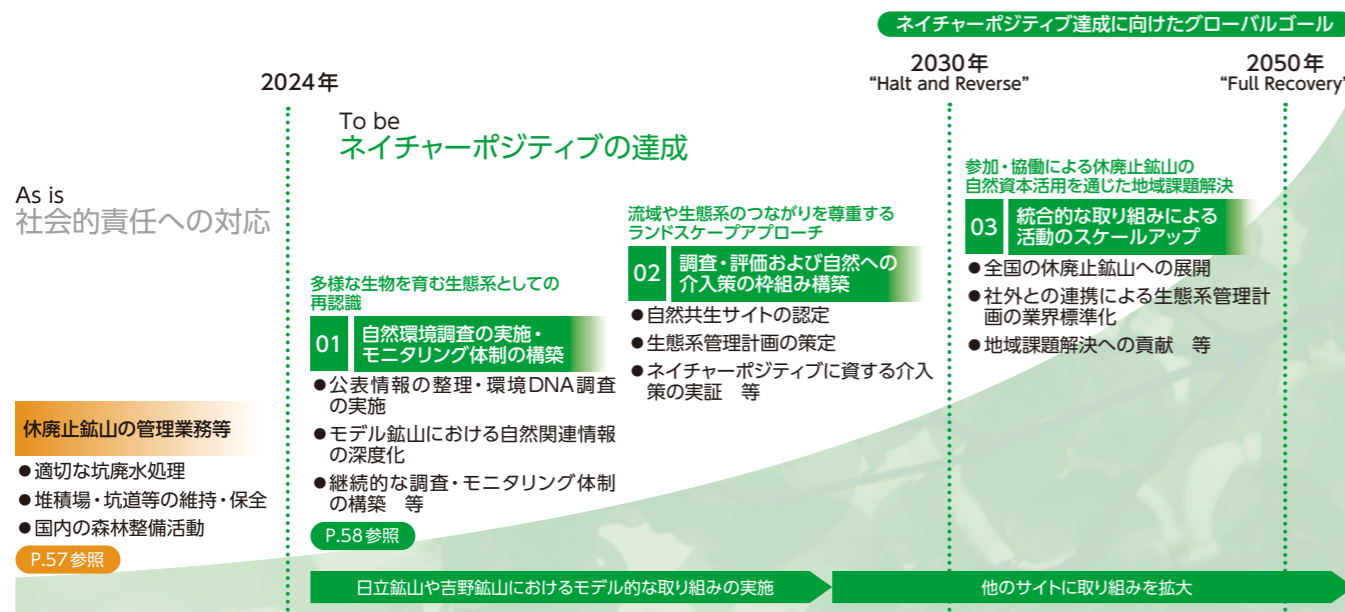 ネイチャーポジティブ達成に向けたグローバルゴール
2024年
2030年
“Halt and Reverse”
2050年
“Full Recovery”
To be
ネイチャーポジティブの達成
As is
社会的責任への対応
休廃止鉱山の管理業務等
●適切な坑廃水処理
●堆積場・坑道等の維持・保全
●国内の森林整備活動
P.57参照
多様な生物を育む生態系としての
再認識
01
自然環境調査の実施・
モニタリング体制の構築
●公表情報の整理・環境DNA調査
の実施
●モデル鉱山における自然関連情報
の深度化
●継続的な調査・モニタリング体制
の構築 等
P.58参照
流域や生態系のつながりを尊重する
ランドスケープアプローチ
02
調査・評価および自然への
介入策の枠組み構築
●自然共生サイトの認定
●生態系管理計画の策定
●ネイチャーポジティブに資する介入
策の実証 等
参加・協働による休廃止鉱山の
自然資本活用を通じた地域課題解決
03
統合的な取り組みによる
活動のスケールアップ
●全国の休廃止鉱山への展開
●社外との連携による生態系管理計
画の業界標準化
●地域課題解決への貢献 等
日立鉱山や吉野鉱山におけるモデル的な取り組みの実施
他のサイトに取り組みを拡大